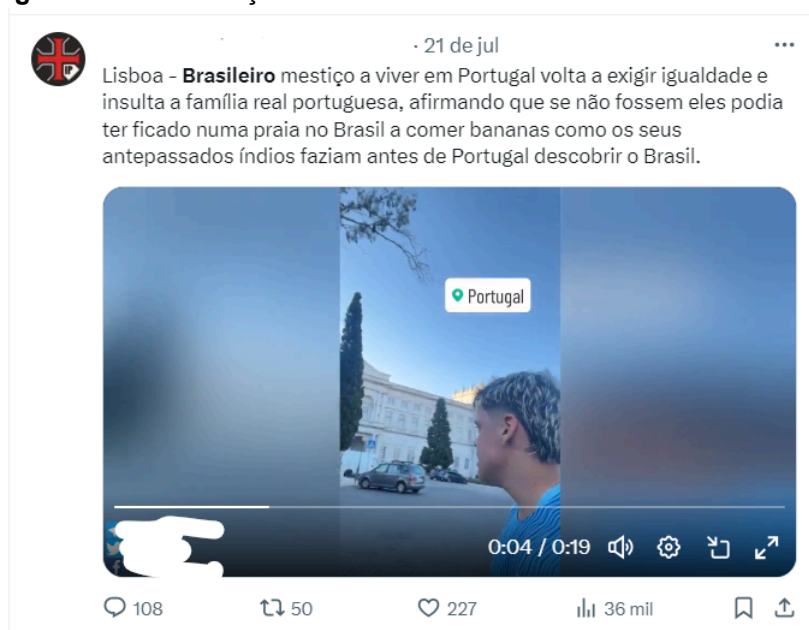 · 21 de jul
Lisboa - Brasileiro mestiço a viver em Portugal volta a exigir igualdade e
insulta a família real portuguesa, afirmando que se não fossem eles podia
ter ficado numa praia no Brasil a comer bananas como os seus
antepassados índios faziam antes de Portugal descobrir o Brasil.
Portugal
0:04 / 0:19
108 50 227 36 mil